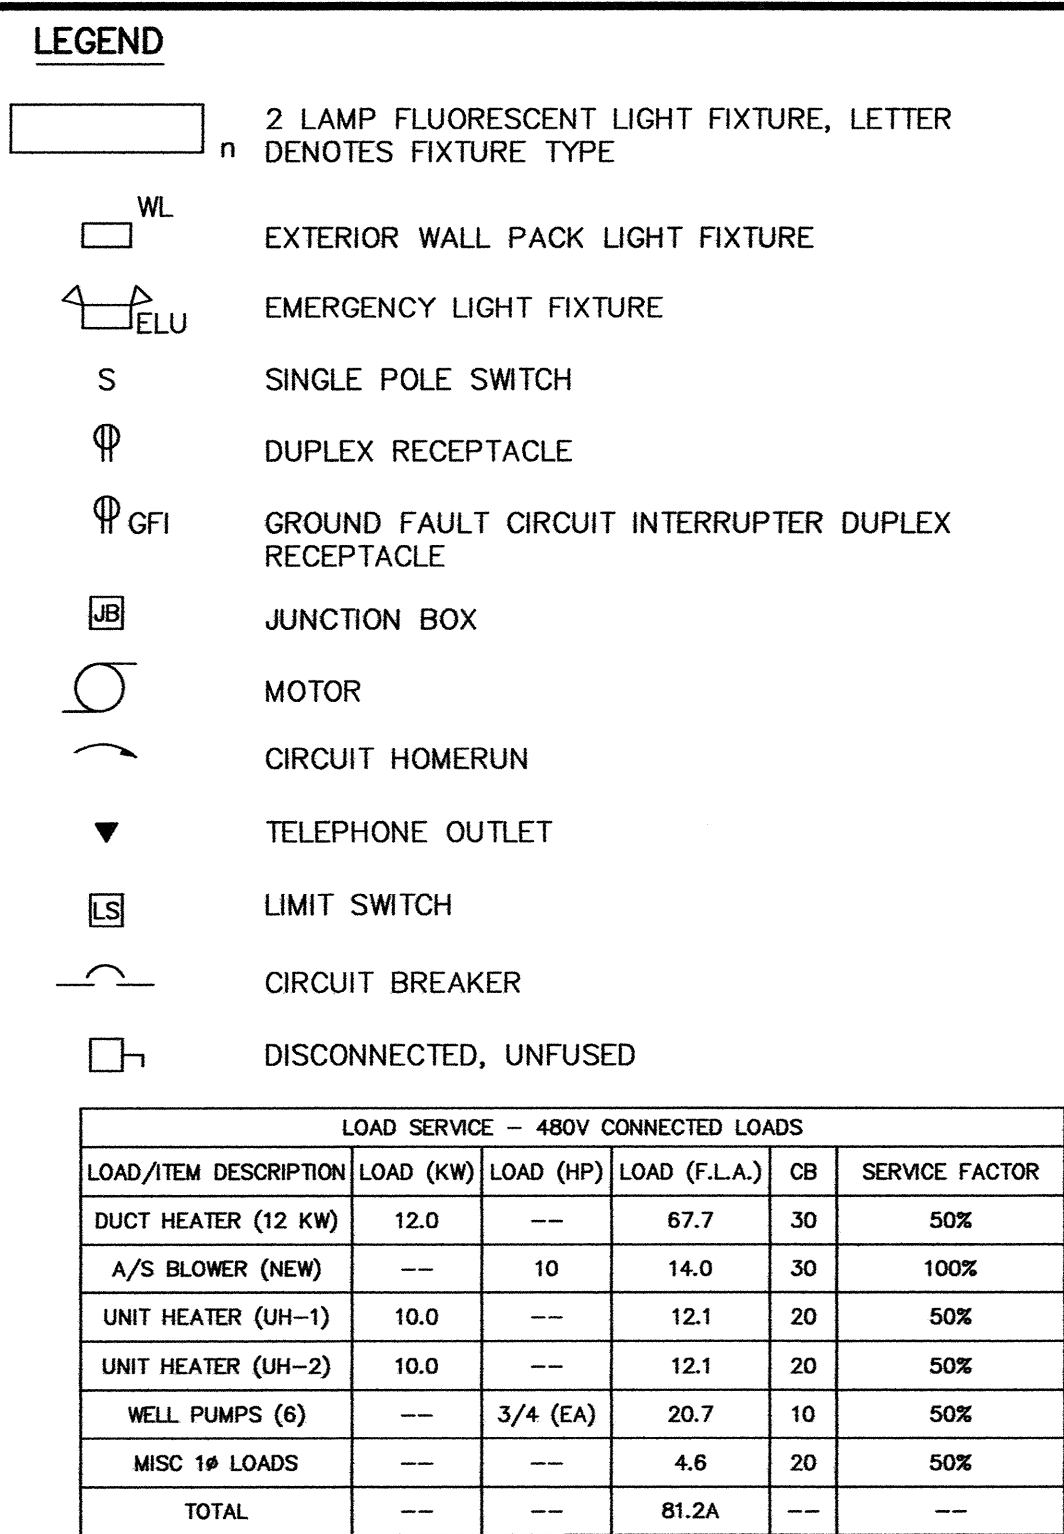 LEGEND
n
2 LAMP FLUORESCENT LIGHT FIXTURE, LETTER
DENOTES FIXTURE TYPE
WL
EXTERIOR WALL PACK LIGHT FIXTURE
ELU
EMERGENCY LIGHT FIXTURE
S SINGLE POLE SWITCH
DUPLEX RECEPTACLE
GFI GROUND FAULT CIRCUIT INTERRUPTER DUPLEX
RECEPTACLE
JB JUNCTION BOX
MOTOR
CIRCUIT HOMERUN
TELEPHONE OUTLET
LS LIMIT SWITCH
CIRCUIT BREAKER
DISCONNECTED, UNFUSED
LOAD SERVICE – 480V CONNECTED LOADS
LOAD/ITEM DESCRIPTION LOAD (KW) LOAD (HP) LOAD (F.L.A.) CB SERVICE FACTOR
DUCT HEATER (12 KW) 12.0 -- 67.7 30 50%
A/S BLOWER (NEW) -- 10 14.0 30 100%
UNIT HEATER (UH-1) 10.0 -- 12.1 20 50%
UNIT HEATER (UH-2) 10.0 -- 12.1 20 50%
WELL PUMPS (6) -- 3/4 (EA) 20.7 10 50%
MISC 1ø LOADS -- -- 4.6 20 50%
TOTAL -- -- 81.2A -- --